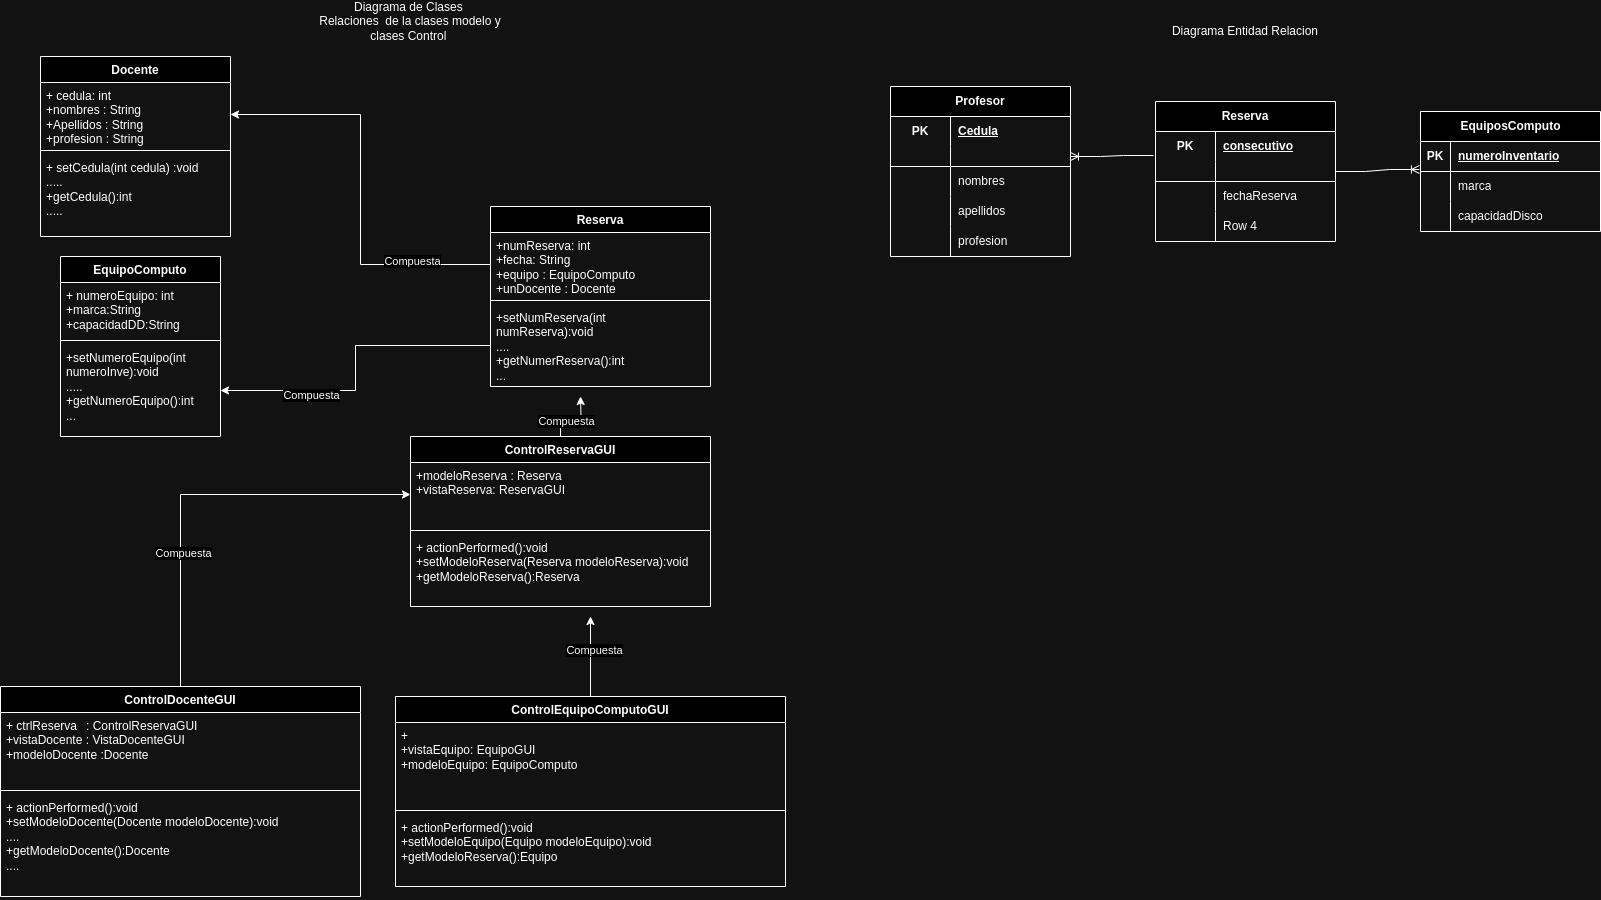 Diagrama de Clases
Relaciones  de la clases modelo y
clases Control
Docente
+ cedula: int
+nombres : String
+Apellidos : String
+profesion : String
+ setCedula(int cedula) :void
.....
+getCedula():int
.....
EquipoComputo
+ numeroEquipo: int
+marca:String
+capacidadDD:String
+setNumeroEquipo(int
numeroInve):void
.....
+getNumeroEquipo():int
...
Compuesta
Compuesta
Reserva
+numReserva: int
+fecha: String
+equipo : EquipoComputo
+unDocente : Docente
+setNumReserva(int
numReserva):void
....
+getNumerReserva():int
...
Compuesta
ControlReservaGUI
+modeloReserva : Reserva
+vistaReserva: ReservaGUI
+ actionPerformed():void
+setModeloReserva(Reserva modeloReserva):void
+getModeloReserva():Reserva
Compuesta
Compuesta
ControlDocenteGUI
+ ctrlReserva   : ControlReservaGUI
+vistaDocente : VistaDocenteGUI
+modeloDocente :Docente
+ actionPerformed():void
+setModeloDocente(Docente modeloDocente):void
....
+getModeloDocente():Docente
....
ControlEquipoComputoGUI
+
+vistaEquipo: EquipoGUI
+modeloEquipo: EquipoComputo
+ actionPerformed():void
+setModeloEquipo(Equipo modeloEquipo):void
+getModeloReserva():Equipo
Diagrama Entidad Relacion
Profesor
PK Cedula
nombres
apellidos
profesion
Reserva
PK consecutivo
fechaReserva
Row 4
EquiposComputo
PK numeroInventario
marca
capacidadDisco